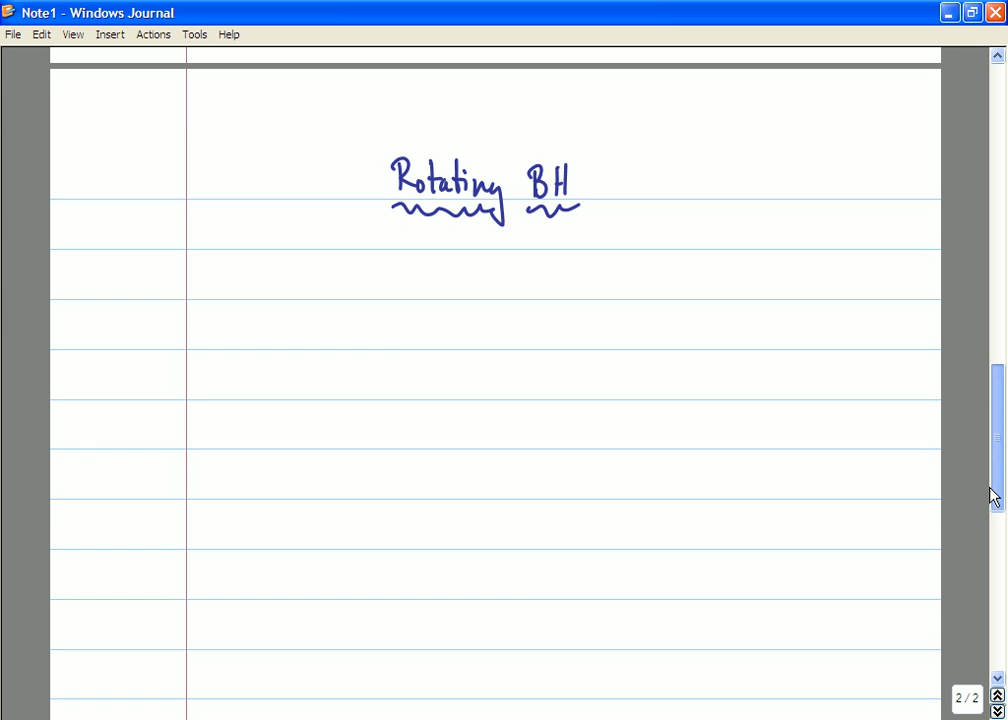 Note1 - Windows Journal
File Edit View Insert Actions Tools Help
Rotating BH
2 / 2